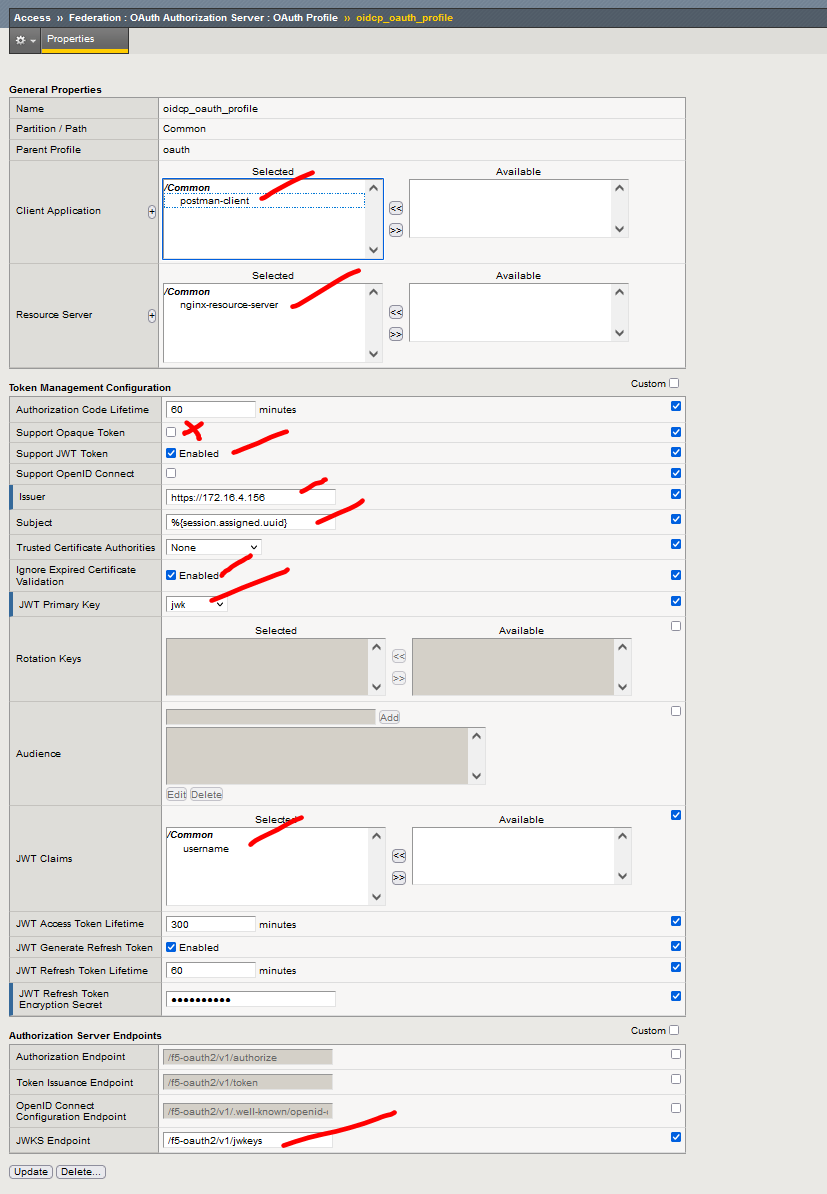 Access ›› Federation : OAuth Authorization Server : OAuth Profile ›› oidcp_oauth_profile
Properties
General Properties
Name oidcp_oauth_profile
Partition / Path Common
Parent Profile oauth
Selected Available
/Common
postman-client
Client Application + << >>
Selected Available
/Common
nginx-resource-server
Resource Server + << >>
Token Management Configuration Custom
Authorization Code Lifetime 60 minutes
Support Opaque Token
Support JWT Token Enabled
Support OpenID Connect
Issuer https://172.16.4.156
Subject %{session.assigned.uuid}
Trusted Certificate Authorities None
Ignore Expired Certificate
Validation Enabled
JWT Primary Key jwk
Selected Available
Rotation Keys << >>
Add
Audience
Edit Delete
Selected Available
/Common
username
JWT Claims << >>
JWT Access Token Lifetime 300 minutes
JWT Generate Refresh Token Enabled
JWT Refresh Token Lifetime 60 minutes
JWT Refresh Token
Encryption Secret ••••••••••
Authorization Server Endpoints Custom
Authorization Endpoint /f5-oauth2/v1/authorize
Token Issuance Endpoint /f5-oauth2/v1/token
OpenID Connect
Configuration Endpoint /f5-oauth2/v1/.well-known/openid-
JWKS Endpoint /f5-oauth2/v1/jwkeys
Update Delete...